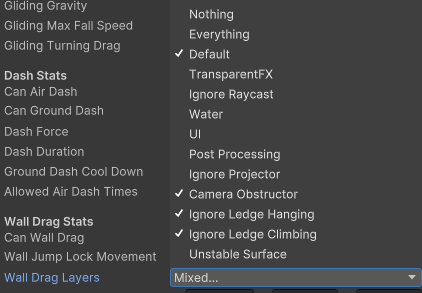 Gliding Gravity
Gliding Max Fall Speed
Gliding Turning Drag
Dash Stats
Can Air Dash
Can Ground Dash
Dash Force
Dash Duration
Ground Dash Cool Down
Allowed Air Dash Times
Wall Drag Stats
Can Wall Drag
Wall Jump Lock Movement
Wall Drag Layers
Nothing
Everything
Default
TransparentFX
Ignore Raycast
Water
UI
Post Processing
Ignore Projector
Camera Obstructor
Ignore Ledge Hanging
Ignore Ledge Climbing
Unstable Surface
Mixed...